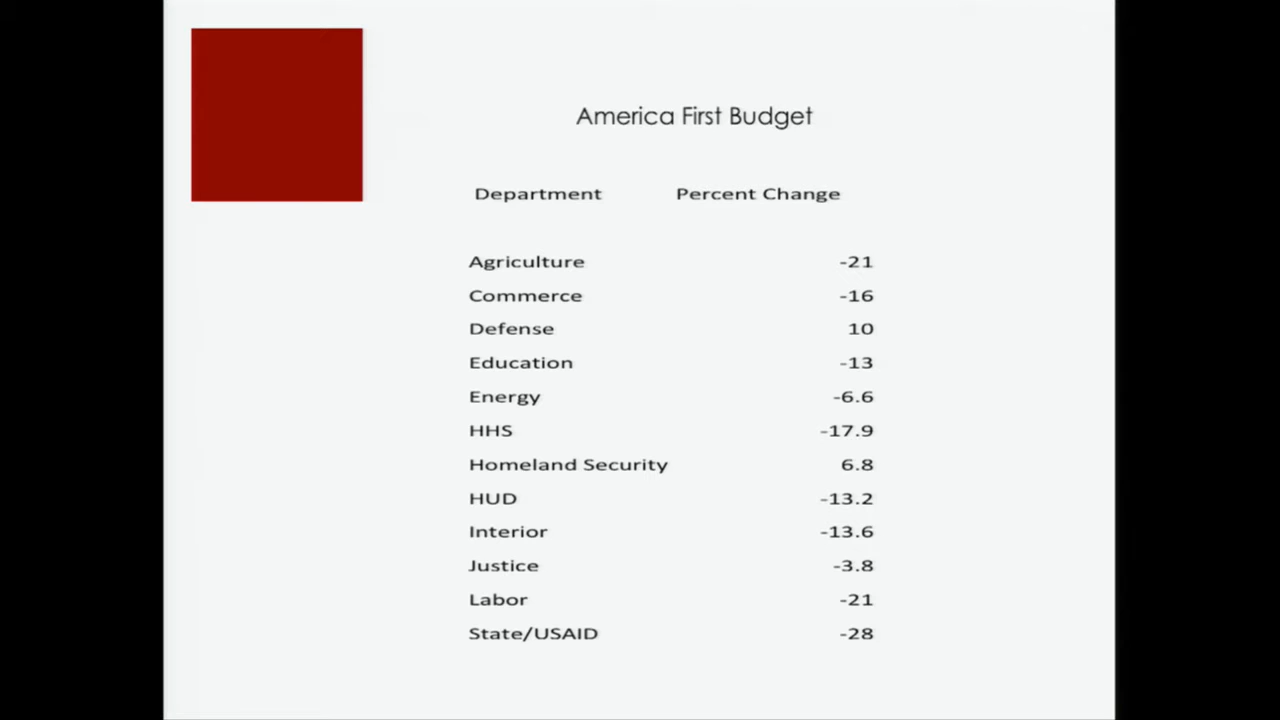 America First Budget
Department Percent Change
Agriculture -21
Commerce -16
Defense 10
Education -13
Energy -6.6
HHS -17.9
Homeland Security 6.8
HUD -13.2
Interior -13.6
Justice -3.8
Labor -21
State/USAID -28